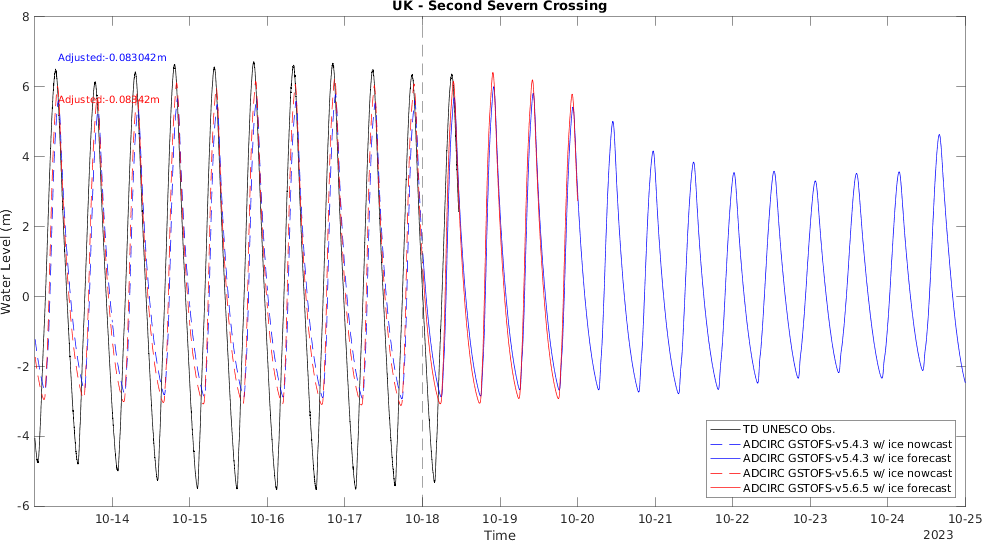 UK - Second Severn Crossing
8
6
4
2
0
-2
-4
-6
Water Level (m)
Adjusted:-0.083042m
Adjusted:-0.08342m
TD UNESCO Obs.
ADCIRC GSTOFS-v5.4.3 w/ ice nowcast
ADCIRC GSTOFS-v5.4.3 w/ ice forecast
ADCIRC GSTOFS-v5.6.5 w/ ice nowcast
ADCIRC GSTOFS-v5.6.5 w/ ice forecast
10-14 10-15 10-16 10-17 10-18 10-19 10-20 10-21 10-22 10-23 10-24 10-25
Time
2023